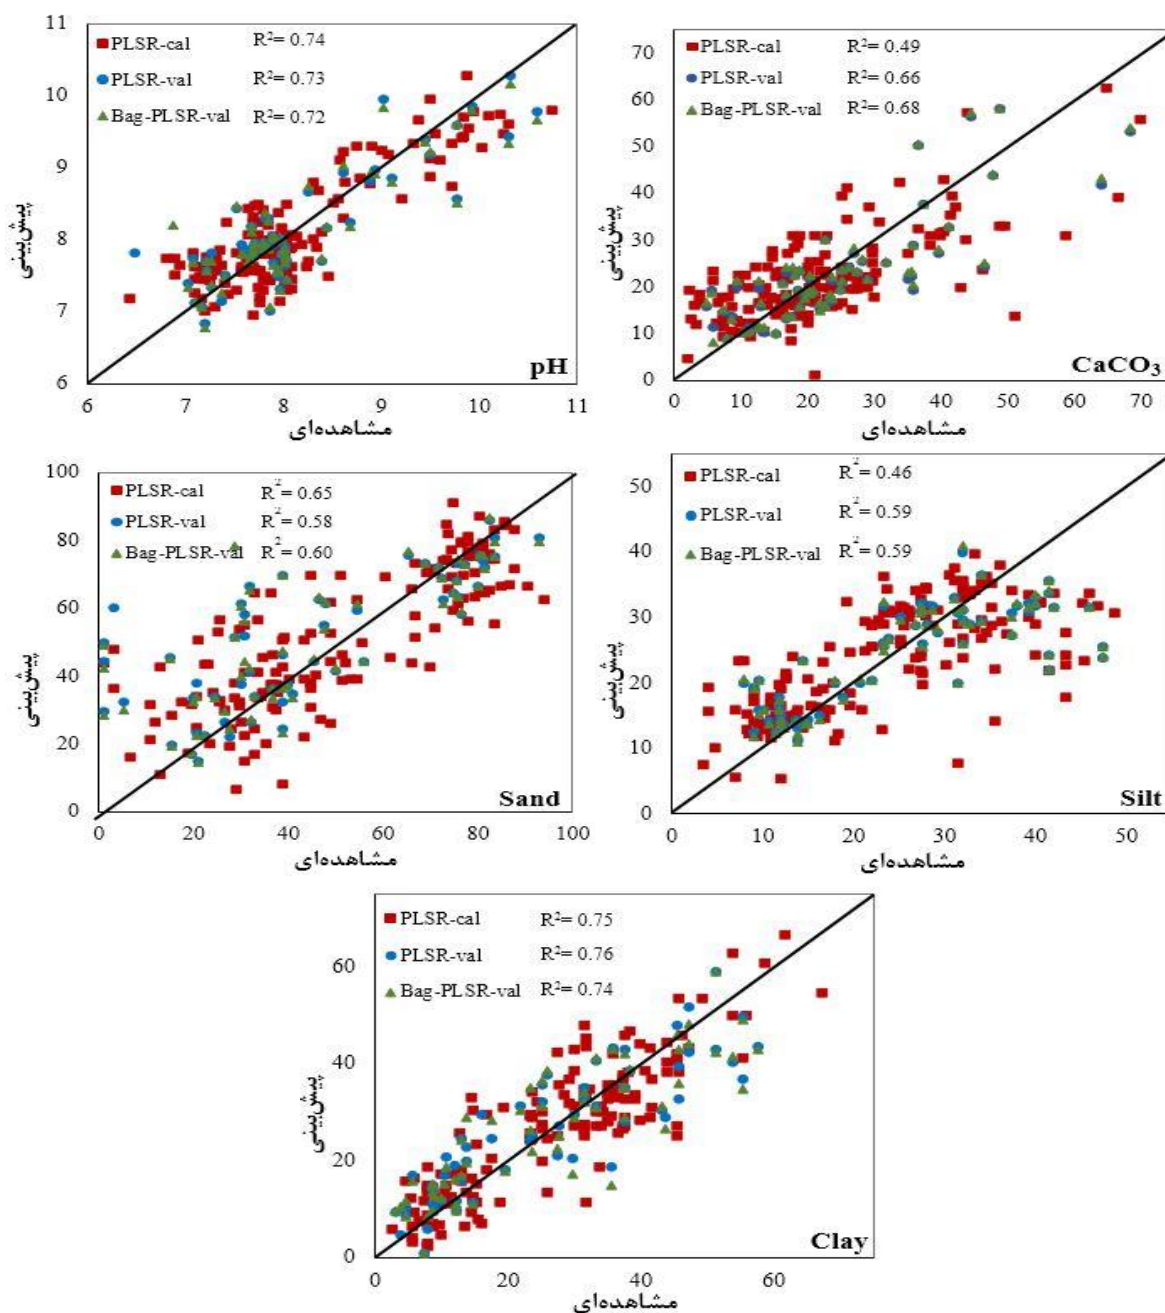 11
10
9
8
7
6
پیش‌بینی
PLSR-cal R²= 0.74
PLSR-val R²= 0.73
Bag-PLSR-val R²= 0.72
pH
6 7 8 9 10 11
مشاهده‌ای
70
60
50
40
30
20
10
0
پیش‌بینی
PLSR-cal R²= 0.49
PLSR-val R²= 0.66
Bag-PLSR-val R²= 0.68
CaCO₃
0 10 20 30 40 50 60 70
مشاهده‌ای
100
80
60
40
20
0
پیش‌بینی
PLSR-cal R²= 0.65
PLSR-val R²= 0.58
Bag-PLSR-val R²= 0.60
Sand
0 20 40 60 80 100
مشاهده‌ای
50
40
30
20
10
0
پیش‌بینی
PLSR-cal R²= 0.46
PLSR-val R²= 0.59
Bag-PLSR-val R²= 0.59
Silt
0 10 20 30 40 50
مشاهده‌ای
60
40
20
0
پیش‌بینی
PLSR-cal R²= 0.75
PLSR-val R²= 0.76
Bag-PLSR-val R²= 0.74
Clay
0 20 40 60
مشاهده‌ای